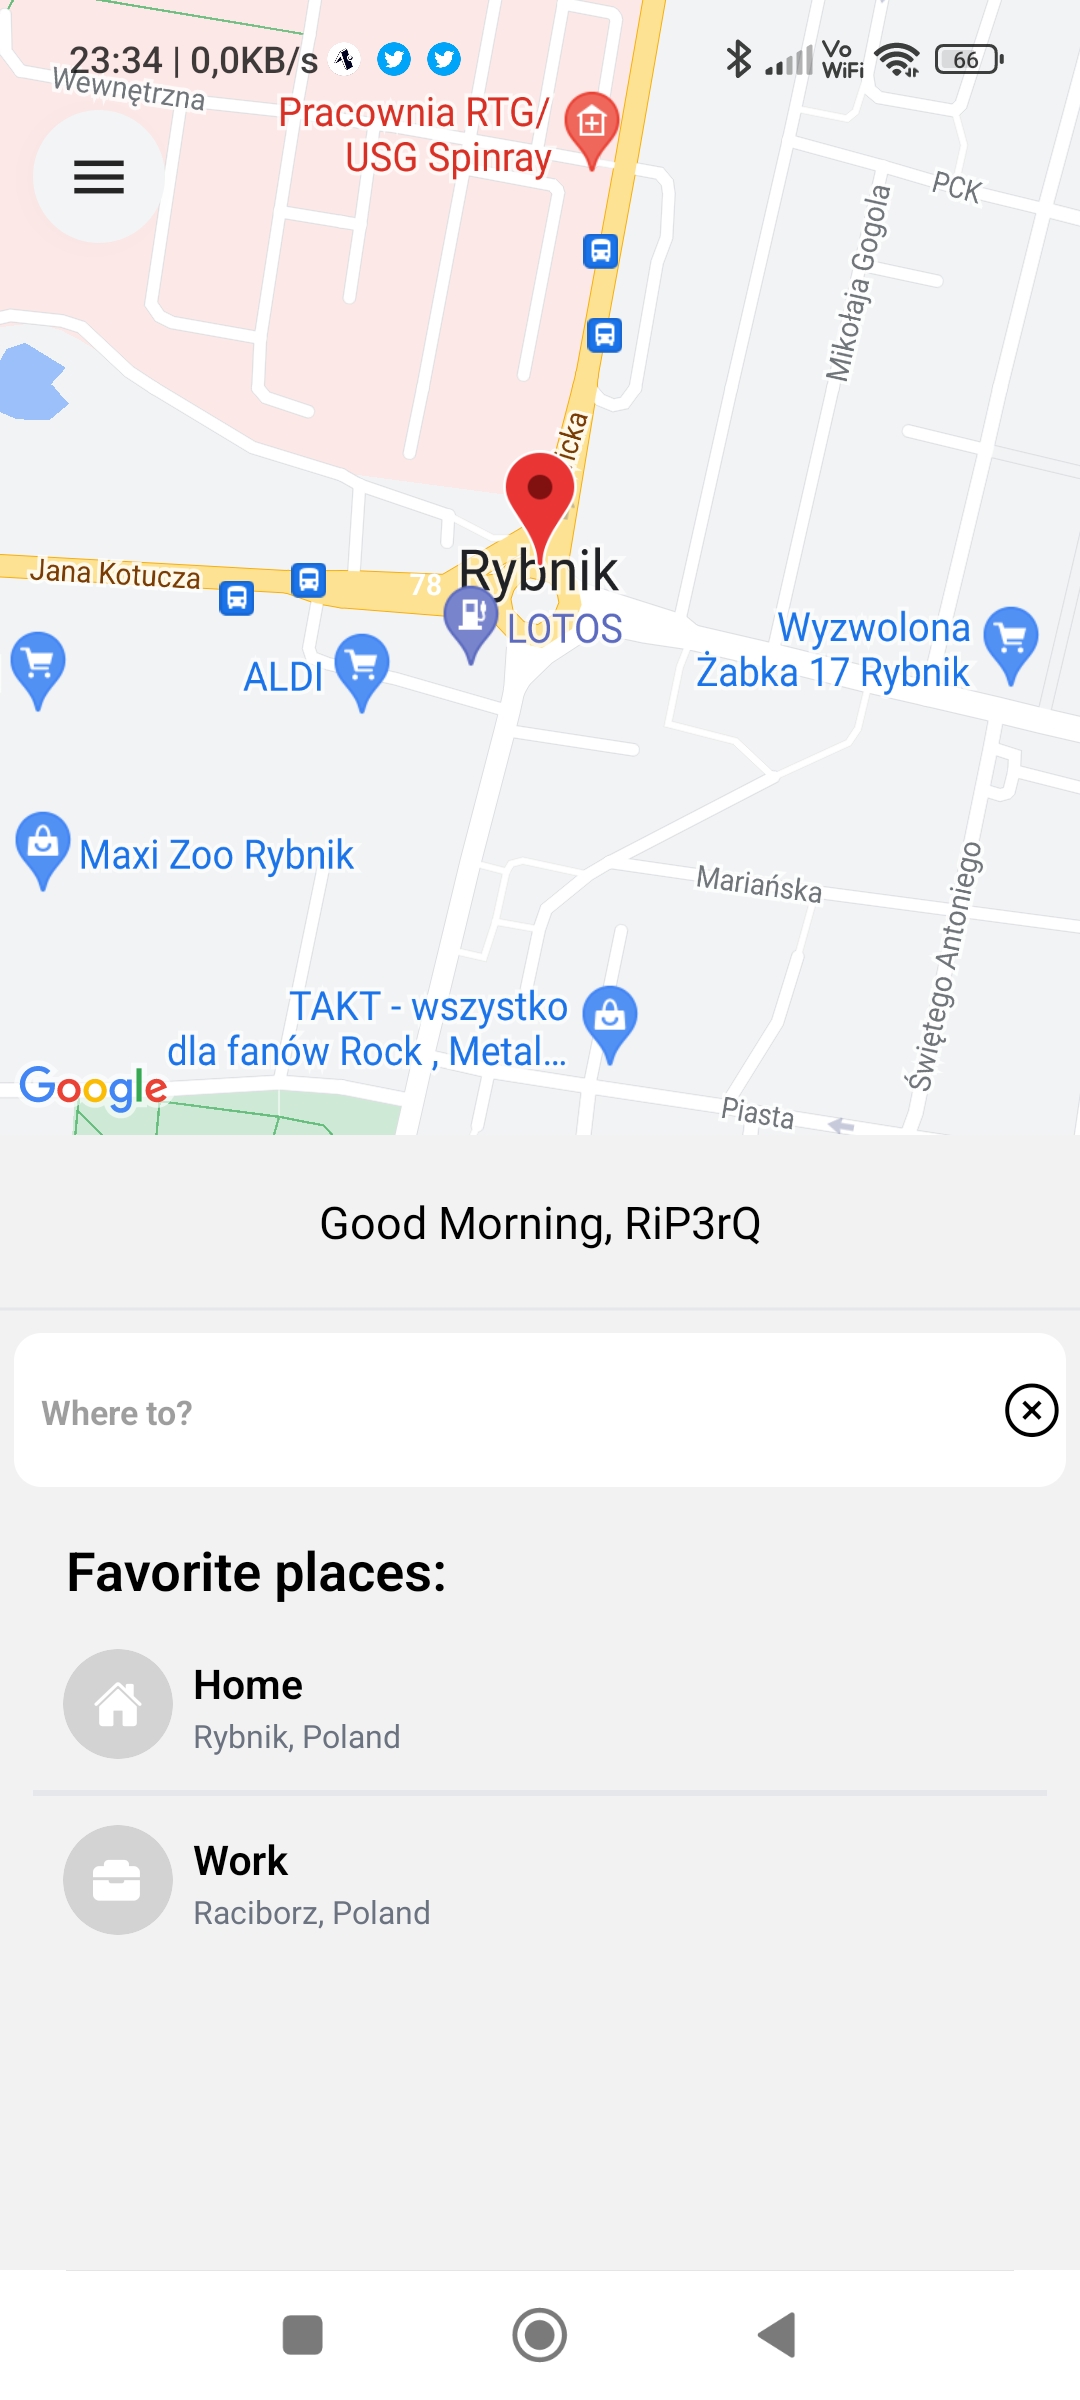 23:34 | 0,0KB/s
Vo
WiFi
66
Wewnętrzna
Pracownia RTG/
USG Spinray
PCK
Mikołaja Gogola
icka
Jana Kotucza
78
Rybnik
LOTOS
ALDI
Wyzwolona
Żabka 17 Rybnik
Maxi Zoo Rybnik
Mariańska
Świętego Antoniego
TAKT - wszystko
dla fanów Rock , Metal...
Google
Piasta
Good Morning, RiP3rQ
Where to?
Favorite places:
Home
Rybnik, Poland
Work
Raciborz, Poland